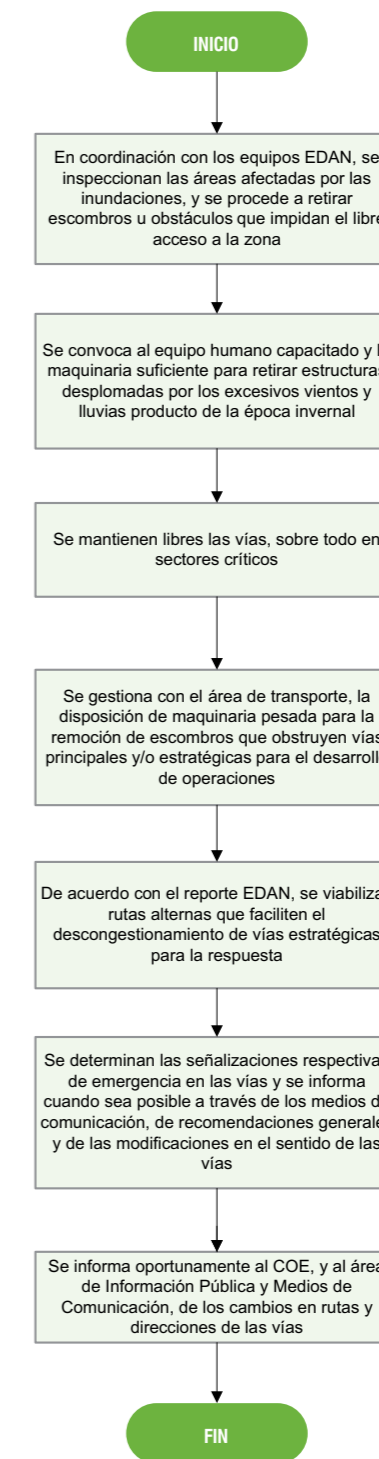 INICIO
En coordinación con los equipos EDAN, se
inspeccionan las áreas afectadas por las
inundaciones, y se procede a retirar
escombros u obstáculos que impidan el libre
acceso a la zona
Se convoca al equipo humano capacitado y
maquinaria suficiente para retirar estructuras
desplomadas por los excesivos vientos y
lluvias producto de la época invernal
Se mantienen libres las vías, sobre todo en
sectores críticos
Se gestiona con el área de transporte, la
disposición de maquinaria pesada para la
remoción de escombros que obstruyen vías
principales y/o estratégicas para el desarroll
de operaciones
De acuerdo con el reporte EDAN, se viabiliza
rutas alternas que faciliten el
descongestionamiento de vías estratégicas
para la respuesta
Se determinan las señalizaciones respectiva
de emergencia en las vías y se informa
cuando sea posible a través de los medios d
comunicación, de recomendaciones generale
y de las modificaciones en el sentido de las
vías
Se informa oportunamente al COE, y al área
de Información Pública y Medios de
Comunicación, de los cambios en rutas y
direcciones de las vías
FIN